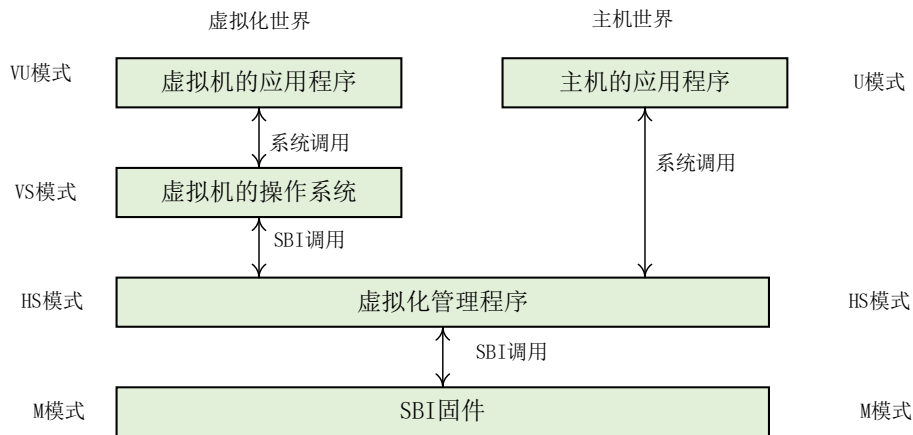 虚拟化世界
主机世界
VU模式
虚拟机的应用程序
主机的应用程序
U模式
系统调用
系统调用
VS模式
虚拟机的操作系统
SBI调用
HS模式
虚拟化管理程序
HS模式
SBI调用
M模式
SBI固件
M模式